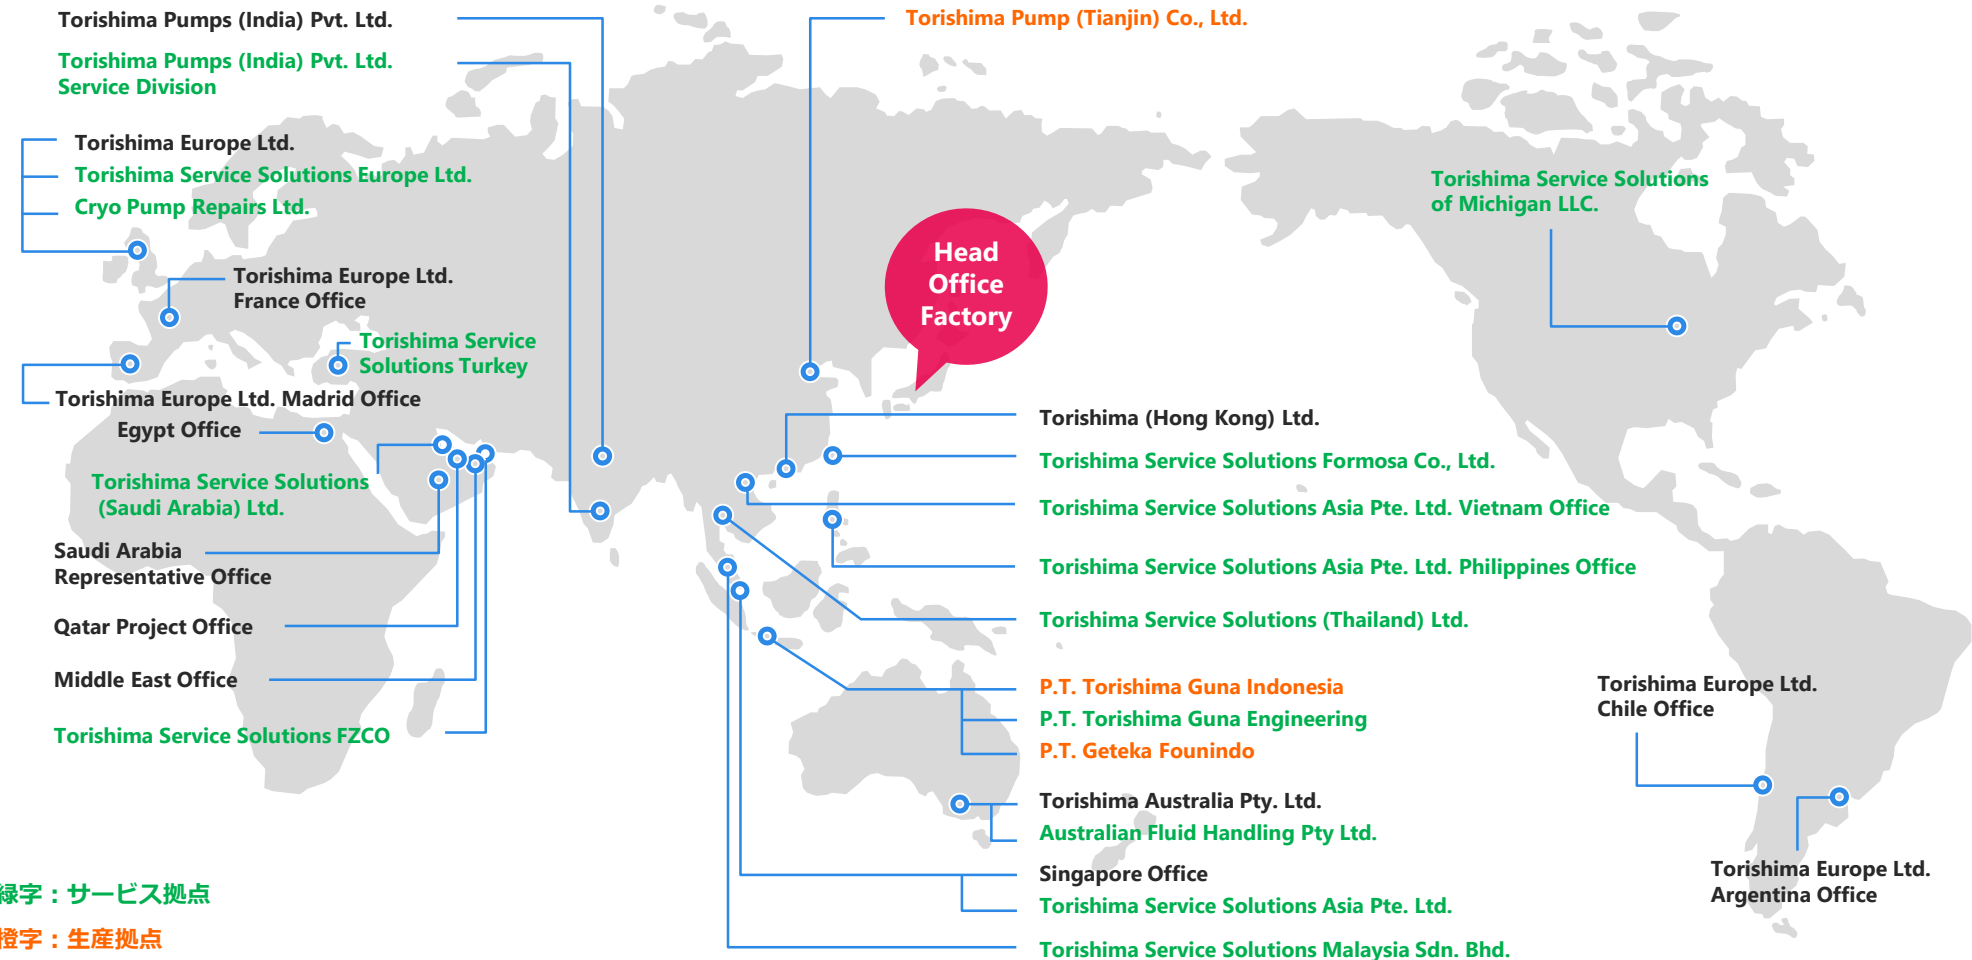 Torishima Pumps (India) Pvt. Ltd.
Torishima Pumps (India) Pvt. Ltd.
Service Division
Torishima Europe Ltd.
Torishima Service Solutions Europe Ltd.
Cryo Pump Repairs Ltd.
Torishima Europe Ltd.
France Office
Torishima Service
Solutions Turkey
Torishima Europe Ltd. Madrid Office
Egypt Office
Torishima Service Solutions
(Saudi Arabia) Ltd.
Saudi Arabia
Representative Office
Qatar Project Office
Middle East Office
Torishima Service Solutions FZCO
緑字：サービス拠点
橙字：生産拠点
Torishima Pump (Tianjin) Co., Ltd.
Head
Office
Factory
Torishima (Hong Kong) Ltd.
Torishima Service Solutions Formosa Co., Ltd.
Torishima Service Solutions Asia Pte. Ltd. Vietnam Office
Torishima Service Solutions Asia Pte. Ltd. Philippines Office
Torishima Service Solutions (Thailand) Ltd.
P.T. Torishima Guna Indonesia
P.T. Torishima Guna Engineering
P.T. Geteka Founindo
Torishima Australia Pty. Ltd.
Australian Fluid Handling Pty Ltd.
Singapore Office
Torishima Service Solutions Asia Pte. Ltd.
Torishima Service Solutions Malaysia Sdn. Bhd.
Torishima Service Solutions
of Michigan LLC.
Torishima Europe Ltd.
Chile Office
Torishima Europe Ltd.
Argentina Office